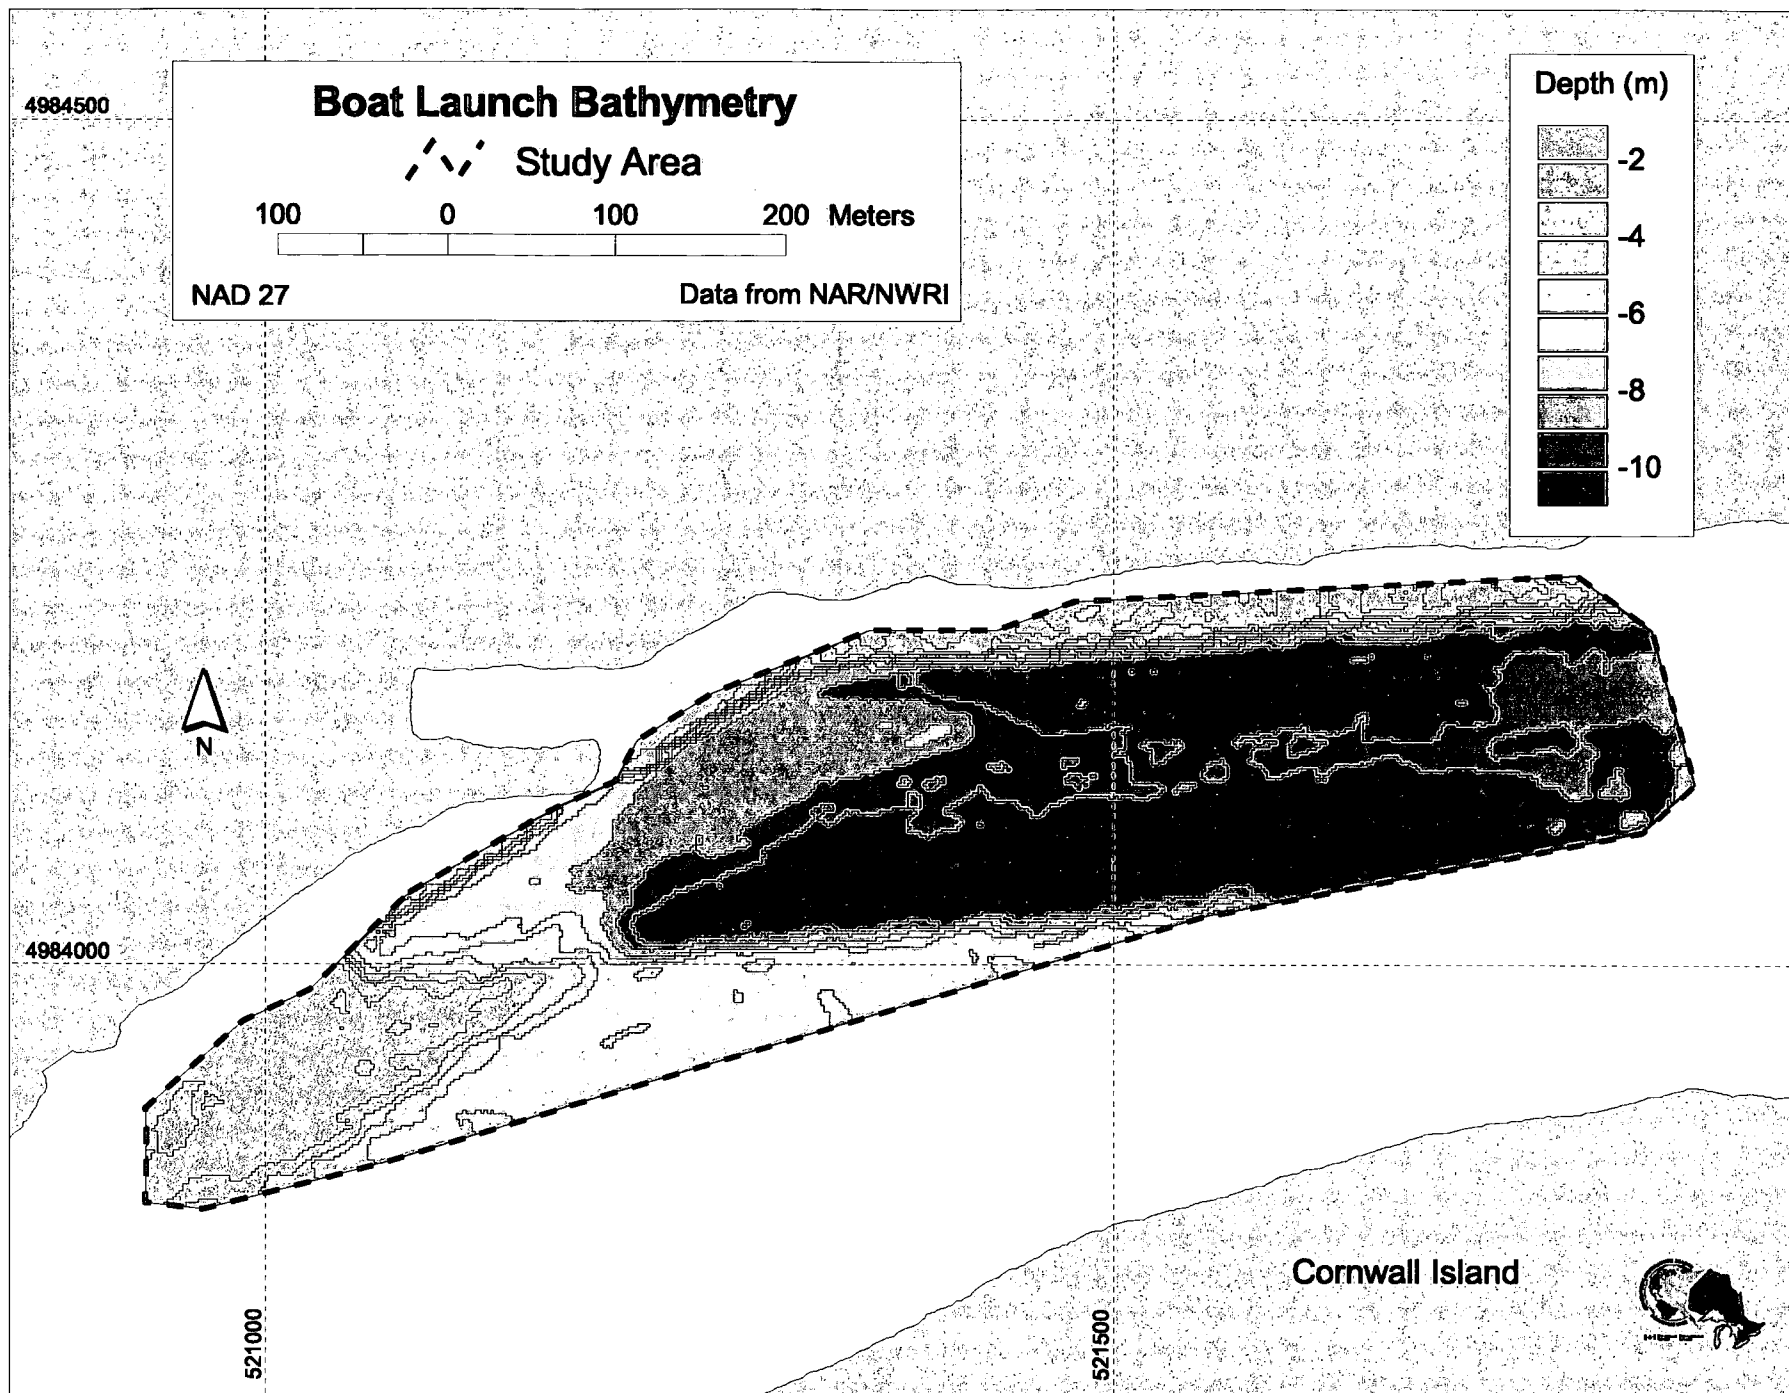 Boat Launch Bathymetry
Study Area
100 0 100 200 Meters
NAD 27 Data from NAR/NWRI
Depth (m)
-2
-4
-6
-8
-10
4984500
N
4984000
Cornwall Island
521000
521500